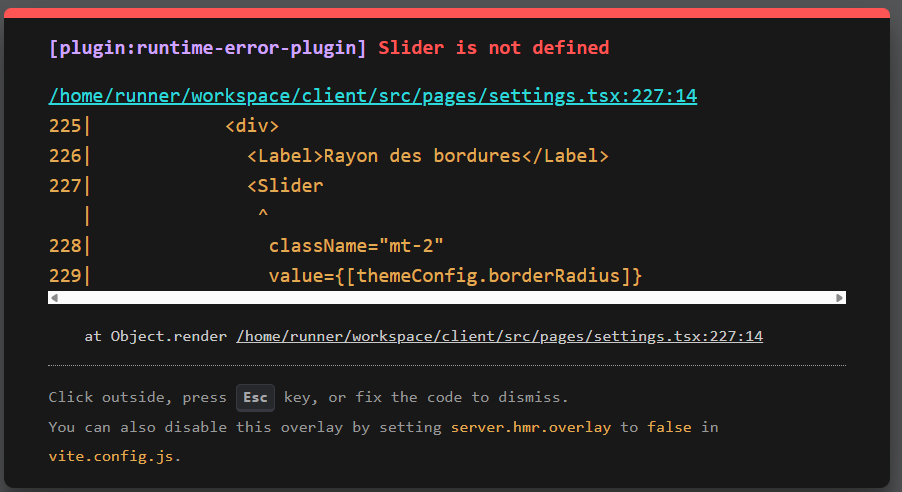 [plugin:runtime-error-plugin] Slider is not defined
/home/runner/workspace/client/src/pages/settings.tsx:227:14
225|            <div>
226|              <Label>Rayon des bordures</Label>
227|              <Slider
   |               ^
228|                className="mt-2"
229|                value={[themeConfig.borderRadius]}
at Object.render /home/runner/workspace/client/src/pages/settings.tsx:227:14
Click outside, press Esc key, or fix the code to dismiss.
You can also disable this overlay by setting server.hmr.overlay to false in
vite.config.js.